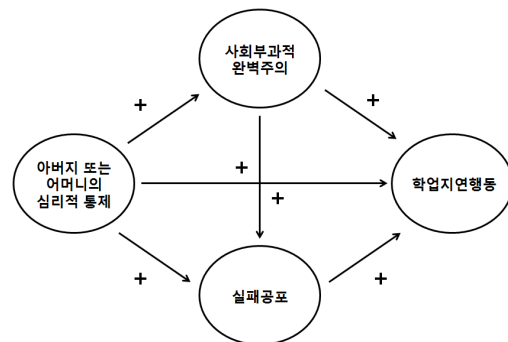 사회부과적
완벽주의
+
+
아버지 또는
어머니의
심리적 통제
+
+
학업지연행동
+
+
실패공포